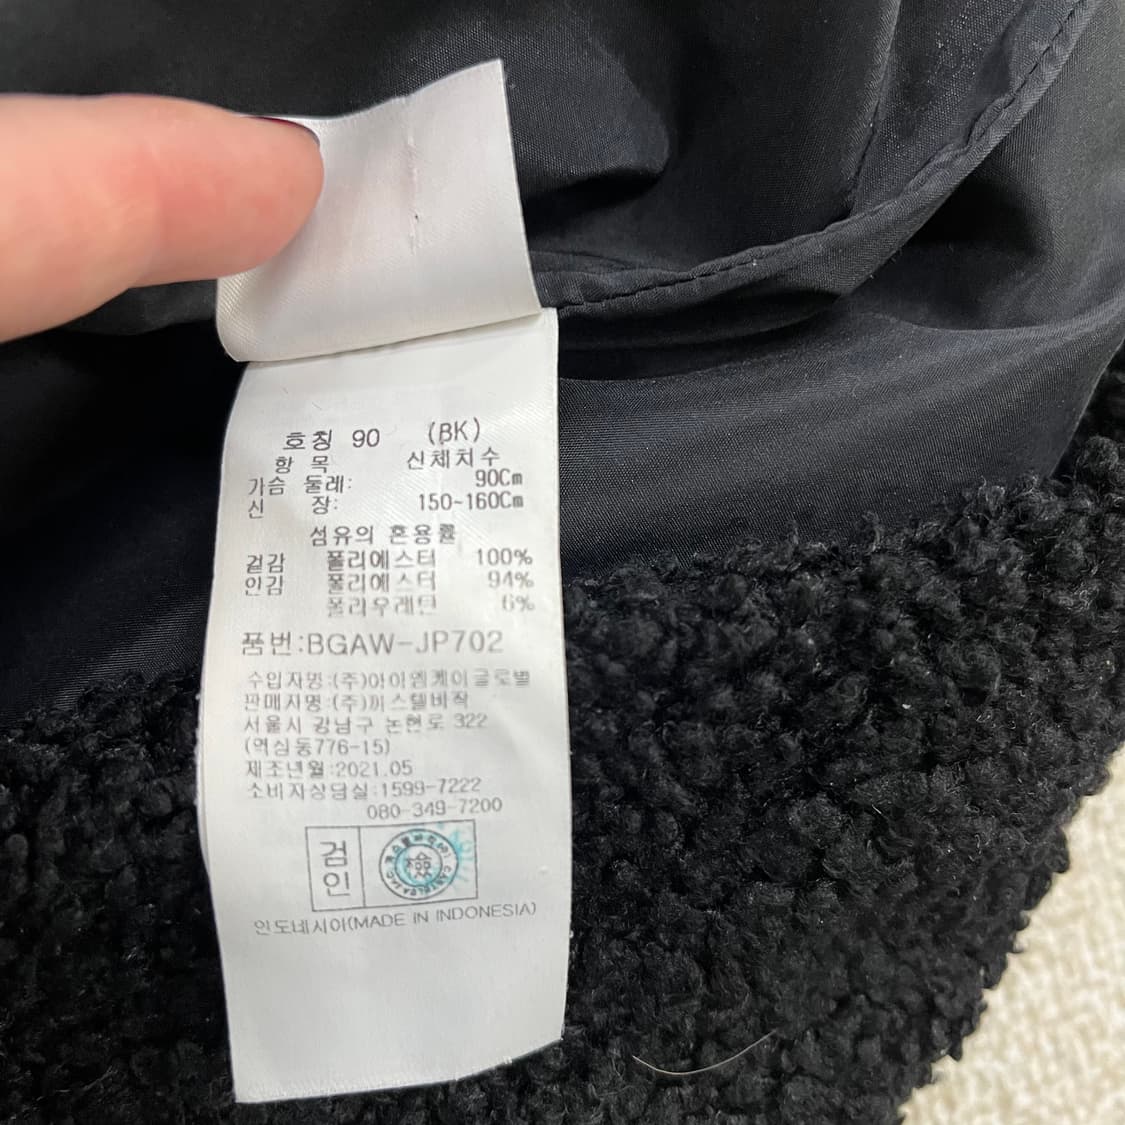 호칭 90 (BK)
항 목 신체치수
가슴 둘레: 90Cm
신 장: 150~160Cm
섬유의 혼용률
겉감 폴리에스터 100%
안감 폴리에스터 94%
폴리우레탄 6%
품번:BGAW-JP702
수입자명:(주)아이엠케이글로벌
판매자명:(주)까스텔바작
서울시 강남구 논현로 322
(역삼동776-15)
제조년월:2021.05
소비자상담실:1599-7222
080-349-7200
검
인
인도네시아(MADE IN INDONESIA)